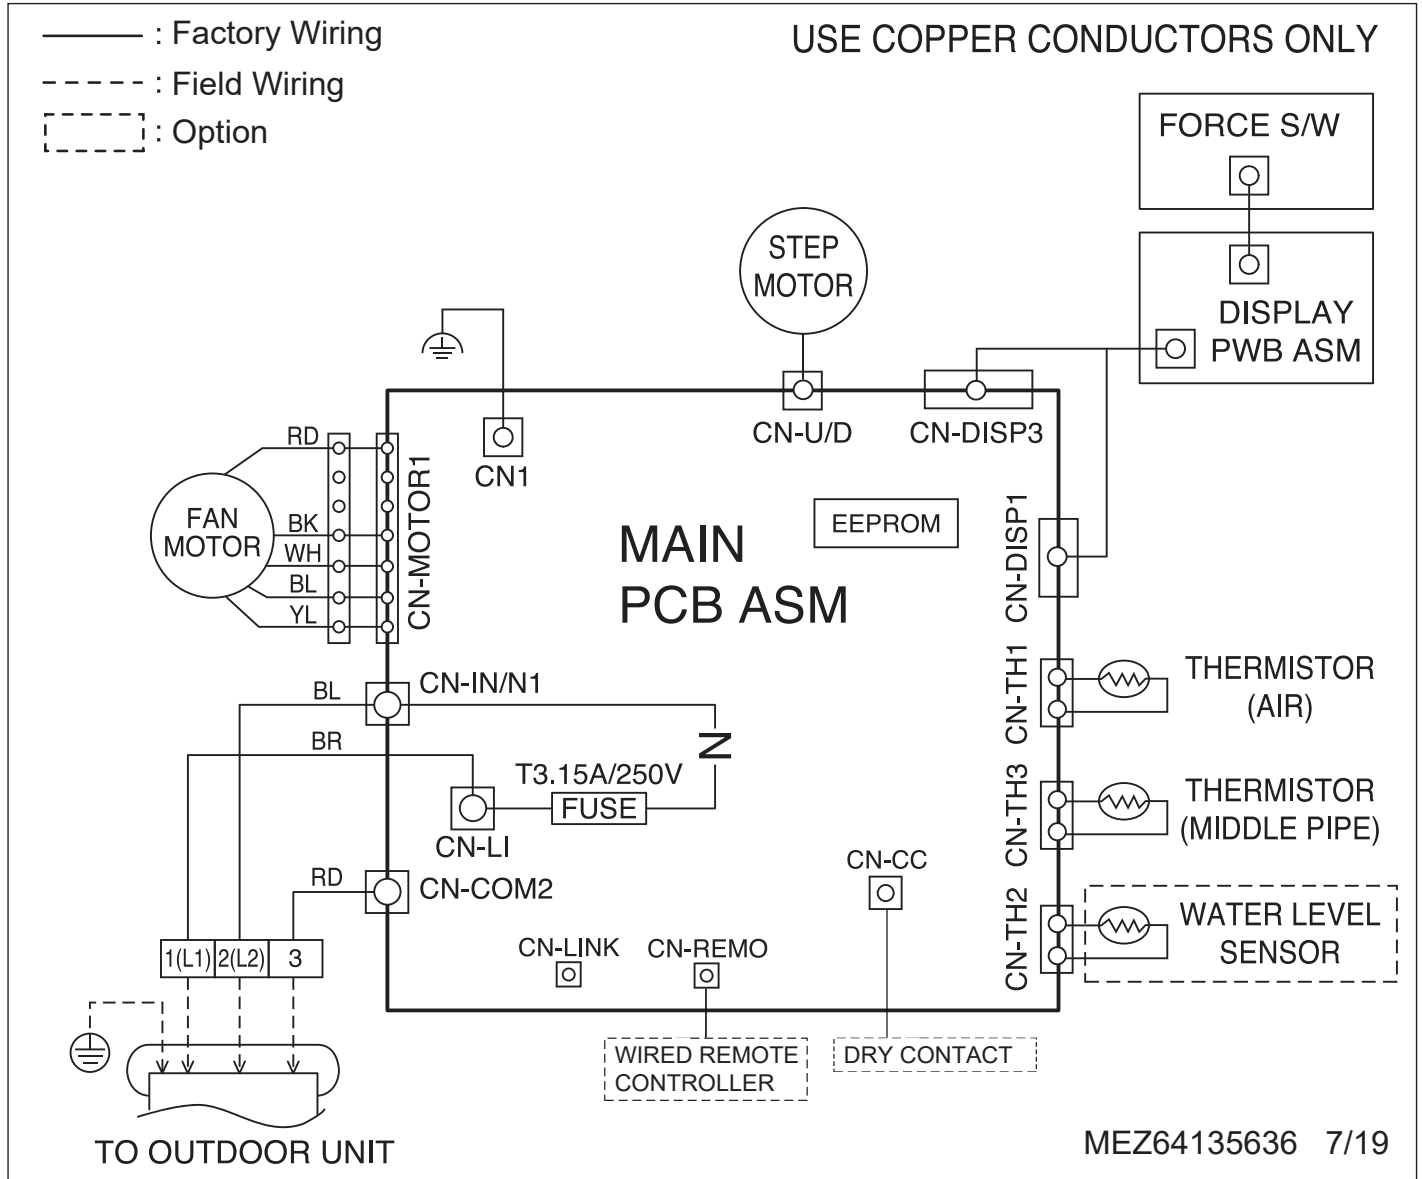 : Factory Wiring
: Field Wiring
: Option
USE COPPER CONDUCTORS ONLY
FORCE S/W
DISPLAY
PWB ASM
STEP
MOTOR
CN-U/D
CN-DISP3
CN1
RD
BK
WH
BL
YL
FAN
MOTOR
CN-MOTOR1
MAIN
PCB ASM
EEPROM
CN-DISP1
CN-TH1
THERMISTOR
(AIR)
CN-TH3
THERMISTOR
(MIDDLE PIPE)
CN-TH2
WATER LEVEL
SENSOR
BL
CN-IN/N1
BR
N
T3.15A/250V
FUSE
CN-LI
RD
CN-COM2
CN-CC
CN-LINK
CN-REMO
1(L1) 2(L2) 3
WIRED REMOTE
CONTROLLER
DRY CONTACT
TO OUTDOOR UNIT
MEZ64135636 7/19